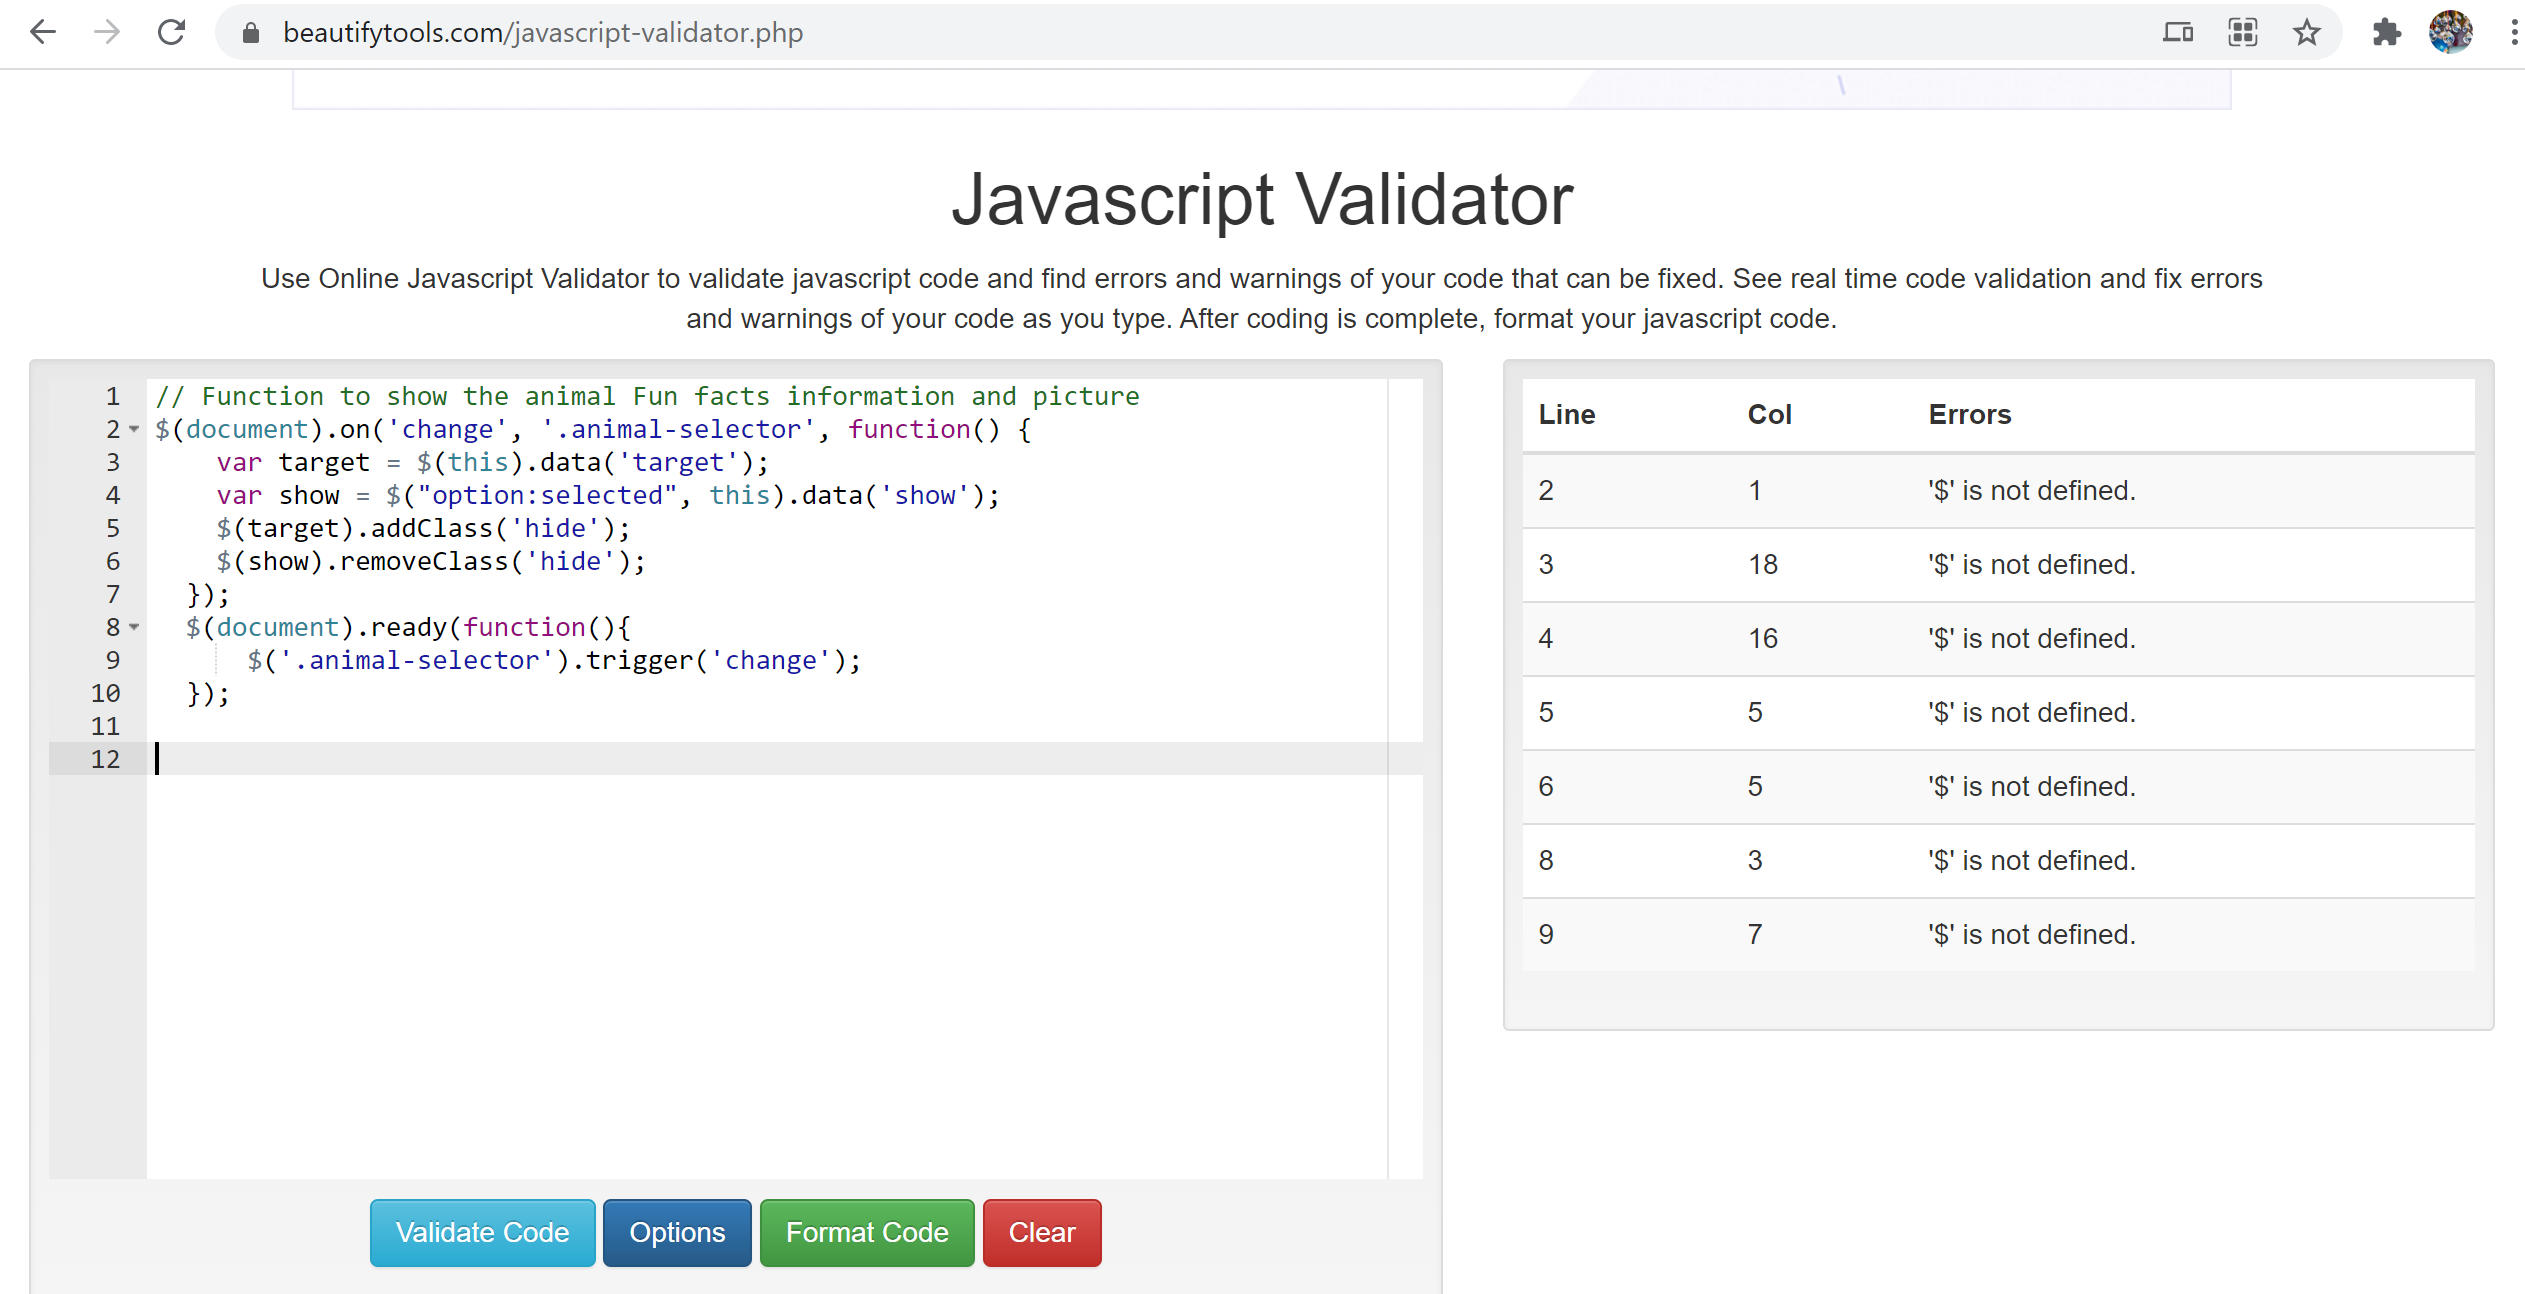 beautifytools.com/javascript-validator.php
Javascript Validator
Use Online Javascript Validator to validate javascript code and find errors and warnings of your code that can be fixed. See real time code validation and fix errors
and warnings of your code as you type. After coding is complete, format your javascript code.
1 // Function to show the animal Fun facts information and picture
2 $(document).on('change', '.animal-selector', function() {
3     var target = $(this).data('target');
4     var show = $("option:selected", this).data('show');
5     $(target).addClass('hide');
6     $(show).removeClass('hide');
7   });
8   $(document).ready(function(){
9       $('.animal-selector').trigger('change');
10   });
11
12
Validate Code Options Format Code Clear
Line Col Errors
2 1 '$' is not defined.
3 18 '$' is not defined.
4 16 '$' is not defined.
5 5 '$' is not defined.
6 5 '$' is not defined.
8 3 '$' is not defined.
9 7 '$' is not defined.